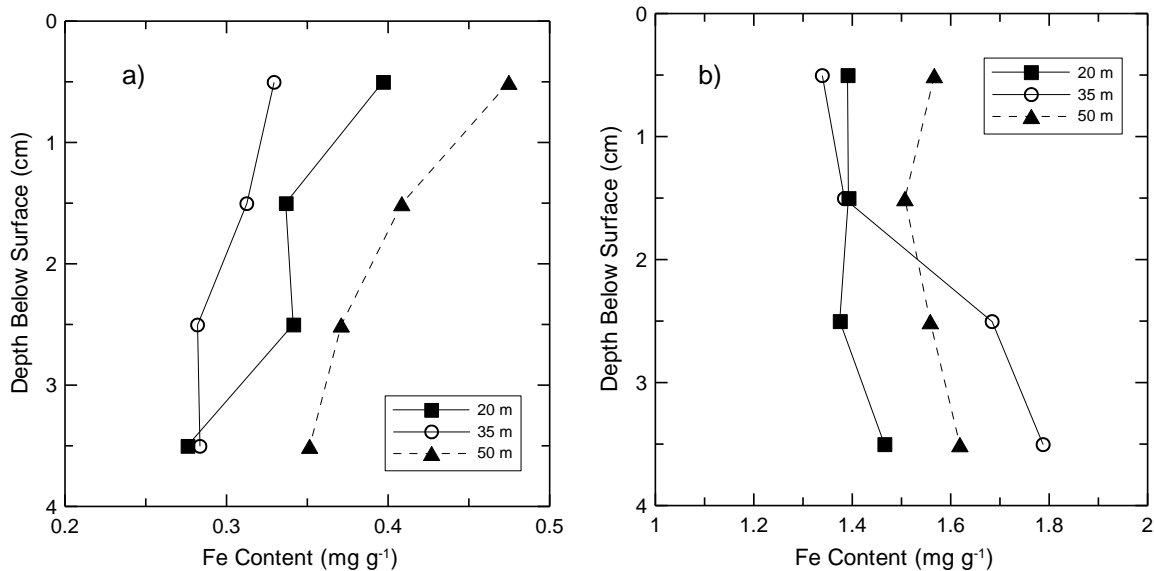 0
1
2
3
4
Depth Below Surface (cm)
a)
20 m
35 m
50 m
0.2
0.3
0.4
0.5
Fe Content (mg g⁻¹)
0
1
2
3
4
Depth Below Surface (cm)
b)
20 m
35 m
50 m
1
1.2
1.4
1.6
1.8
2
Fe Content (mg g⁻¹)